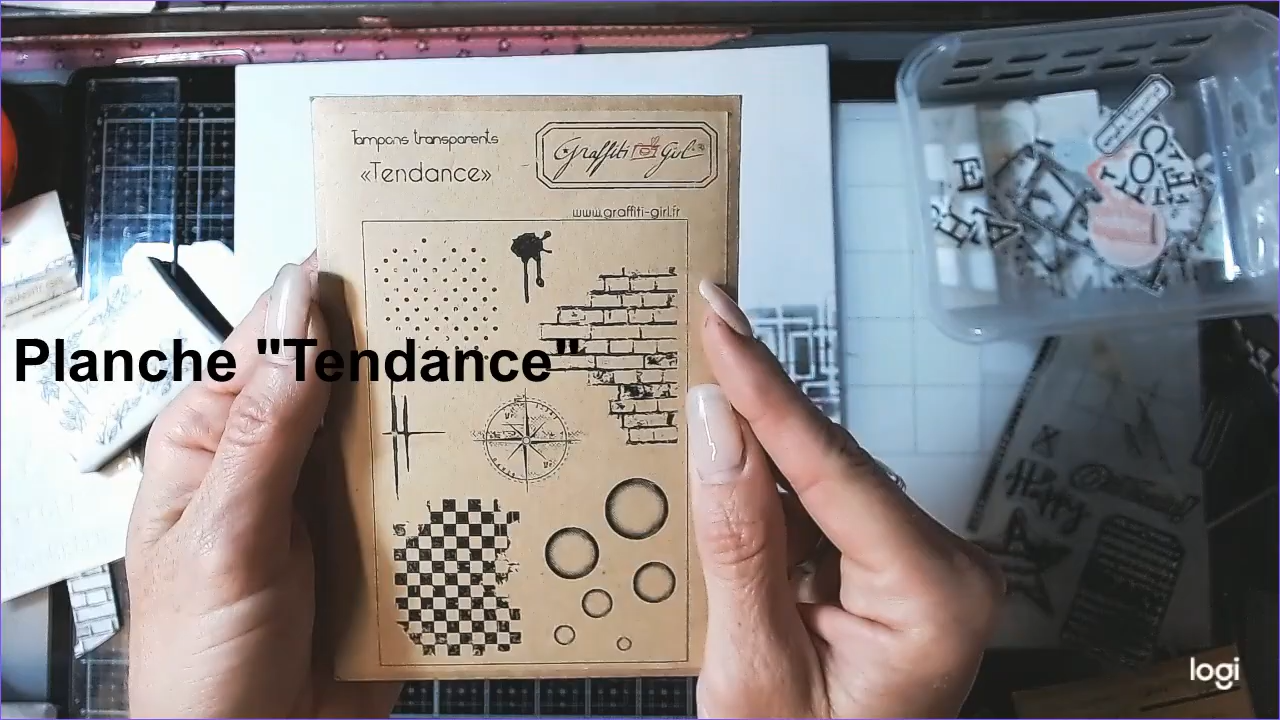 Tampons transparents
«Tendance»
Graffiti Girl
www.graffiti-girl.fr
Planche "Tendance"
E
H A
Happy
logi